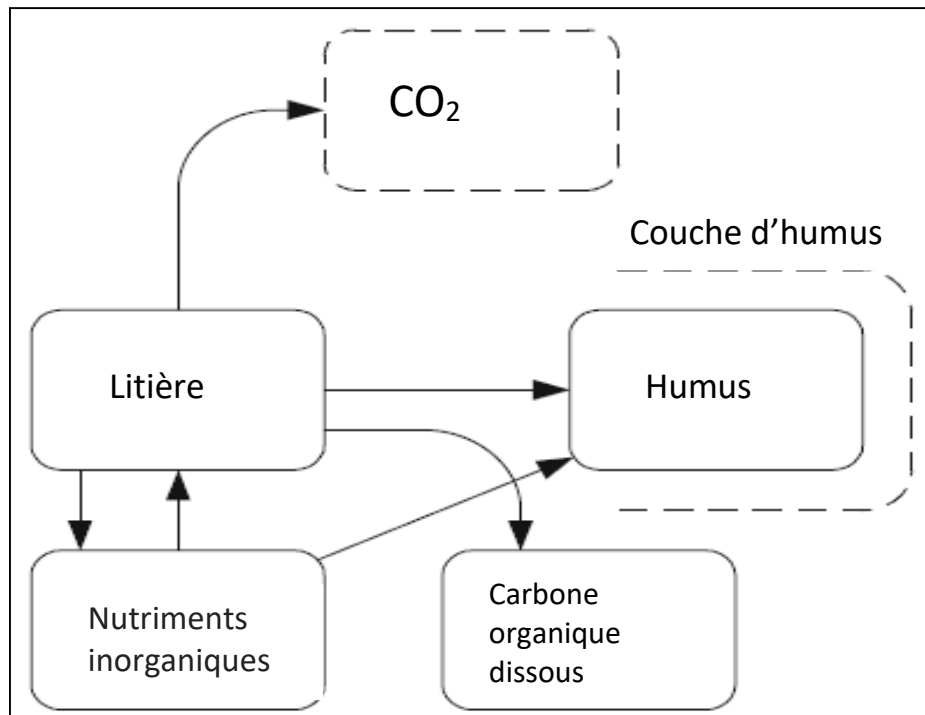 CO₂
Couche d’humus
Litière
Humus
Nutriments
inorganiques
Carbone
organique
dissous